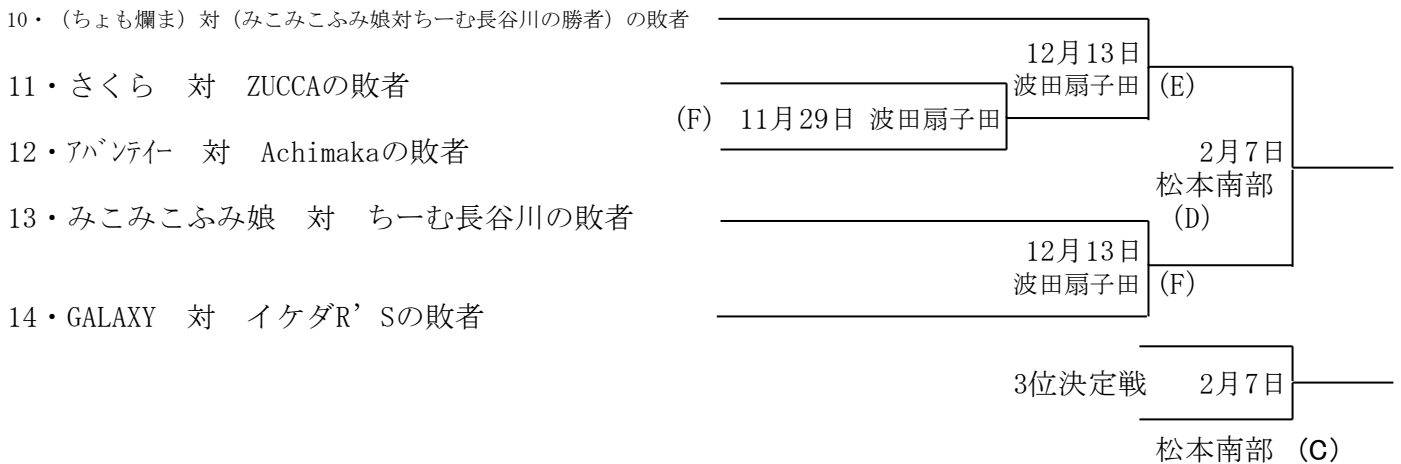 10・（ちょも爛ま）対（みこみこふみ娘対ちーむ長谷川の勝者）の敗者
12月13日
波田扇子田 (E)
11・さくら　対　ZUCCAの敗者
(F) 11月29日 波田扇子田
12・ｱﾊﾞﾝﾃｲｰ　対　Achimakaの敗者
2月7日
松本南部
(D)
13・みこみこふみ娘　対　ちーむ長谷川の敗者
12月13日
波田扇子田 (F)
14・GALAXY　対　イケダR’Sの敗者
3位決定戦　2月7日
松本南部 (C)